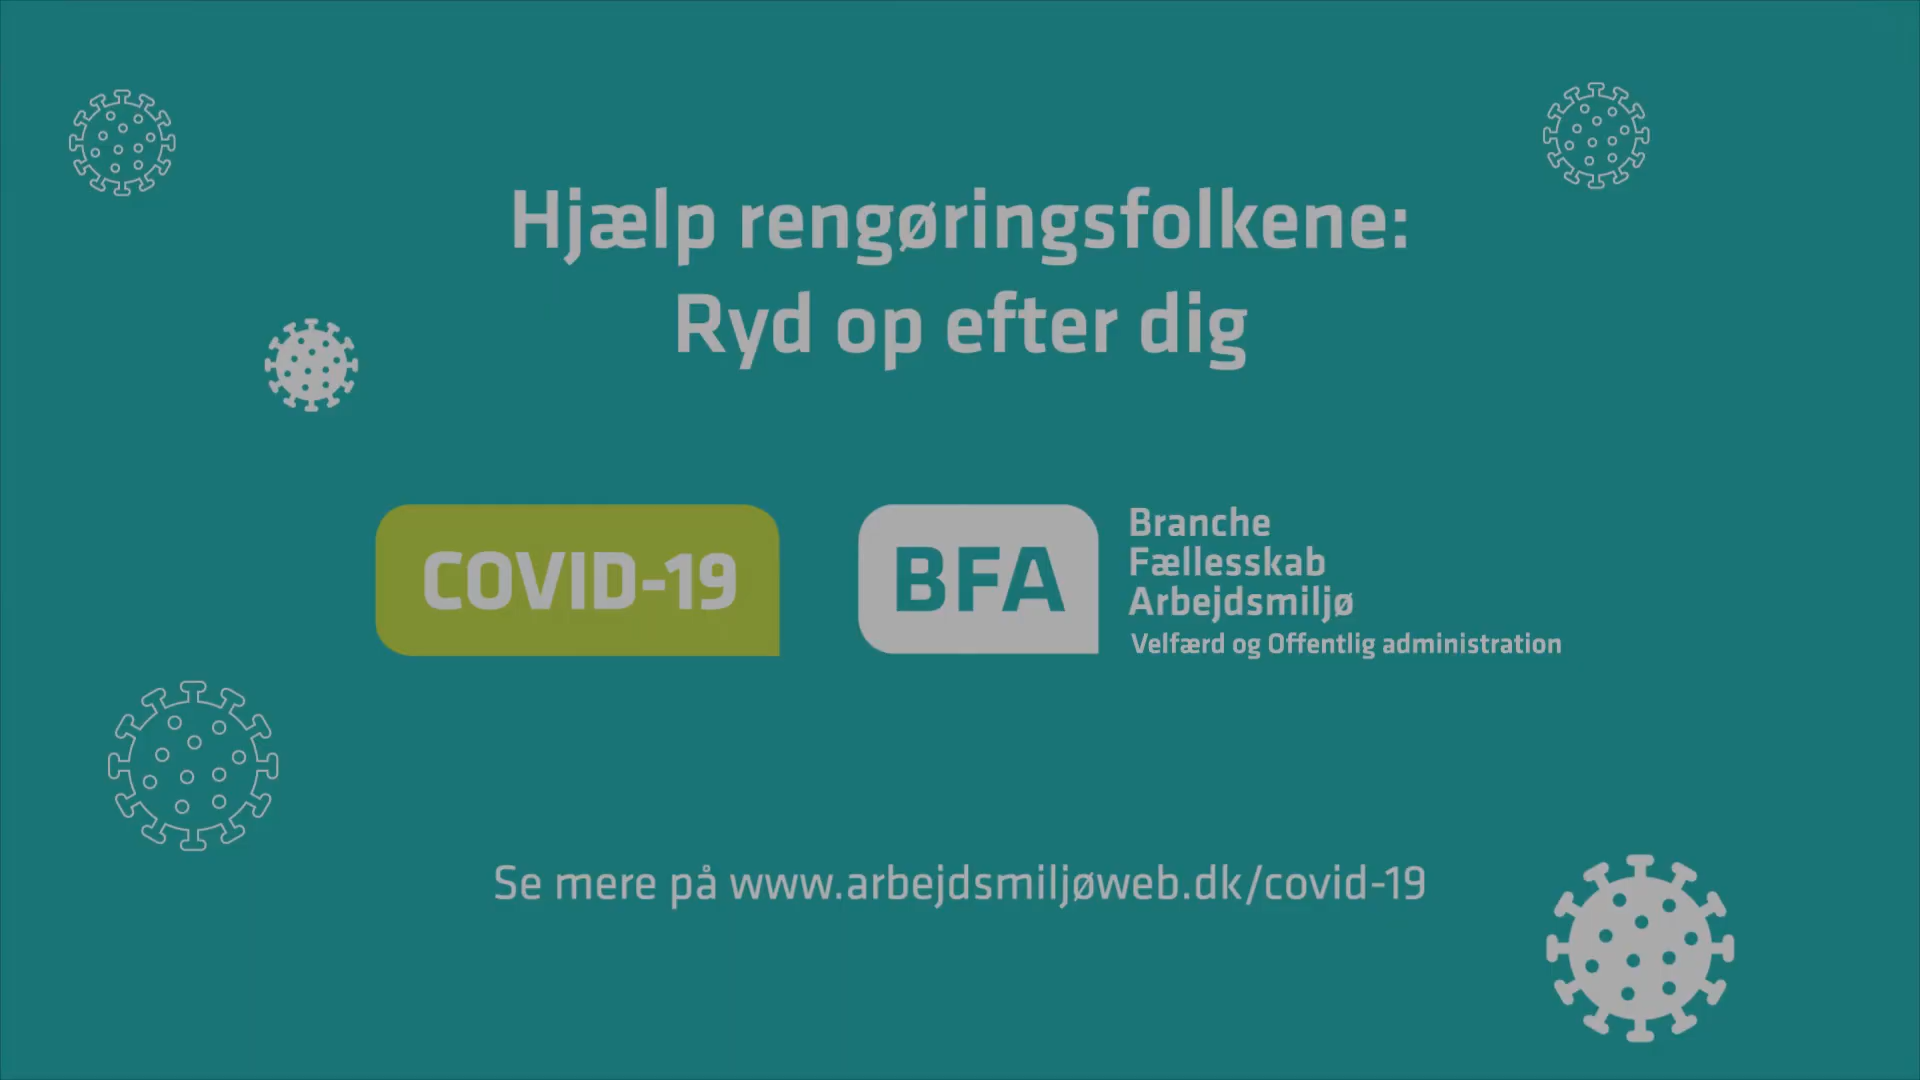 Hjælp rengøringsfolkene:
Ryd op efter dig
COVID-19
BFA
Branche
Fællesskab
Arbejdsmiljø
Velfærd og Offentlig administration
Se mere på www.arbejdsmiljøweb.dk/covid-19